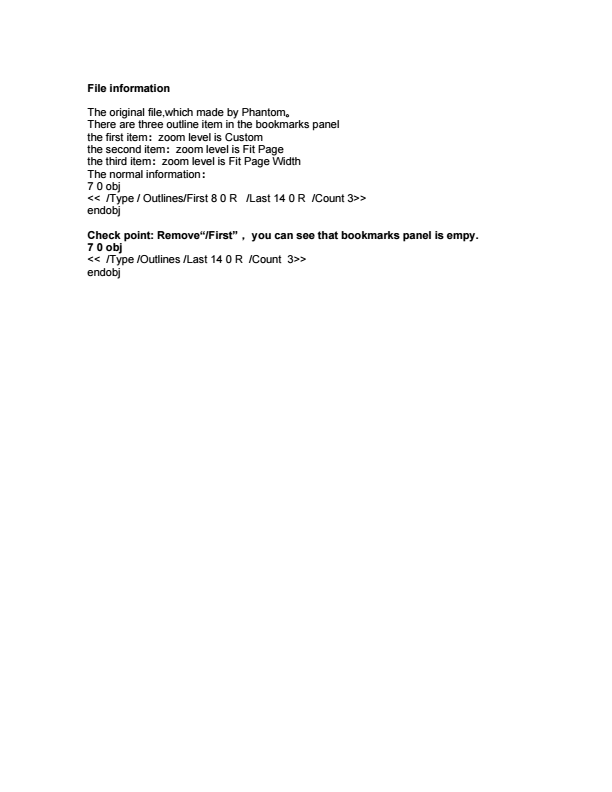 File information
The original file,which made by Phantom。
There are three outline item in the bookmarks panel
the first item：zoom level is Custom
the second item：zoom level is Fit Page
the third item：zoom level is Fit Page Width
The normal information：
7 0 obj
<<  /Type / Outlines/First 8 0 R   /Last 14 0 R  /Count 3>>
endobj
Check point: Remove“/First” ，you can see that bookmarks panel is empy.
7 0 obj
<<  /Type /Outlines /Last 14 0 R  /Count  3>>
endobj